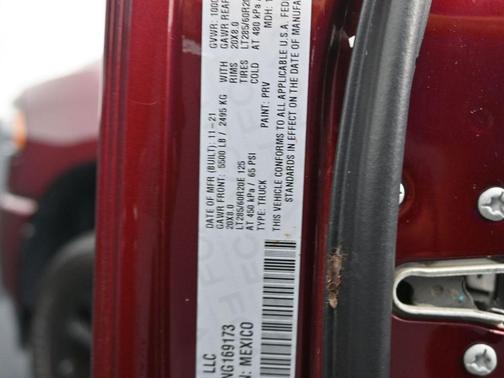 LLC
NG169173
N: MEXICO
DATE OF MFR (BUILT): 11-21
GVWR: 1000
GAWR FRONT: 5500 LB / 2495 KG
WITH
GAWR REAR
20X8.0
RIMS
20X8.0
LT285/60R20E 125
TIRES
LT285/60R20
AT 450 kPa / 65 PSI
COLD
AT 480 kPa
TYPE: TRUCK
PAINT: PRV
MDH:
THIS VEHICLE CONFORMS TO ALL APPLICABLE U.S.A. FEDE
STANDARDS IN EFFECT ON THE DATE OF MANUFA